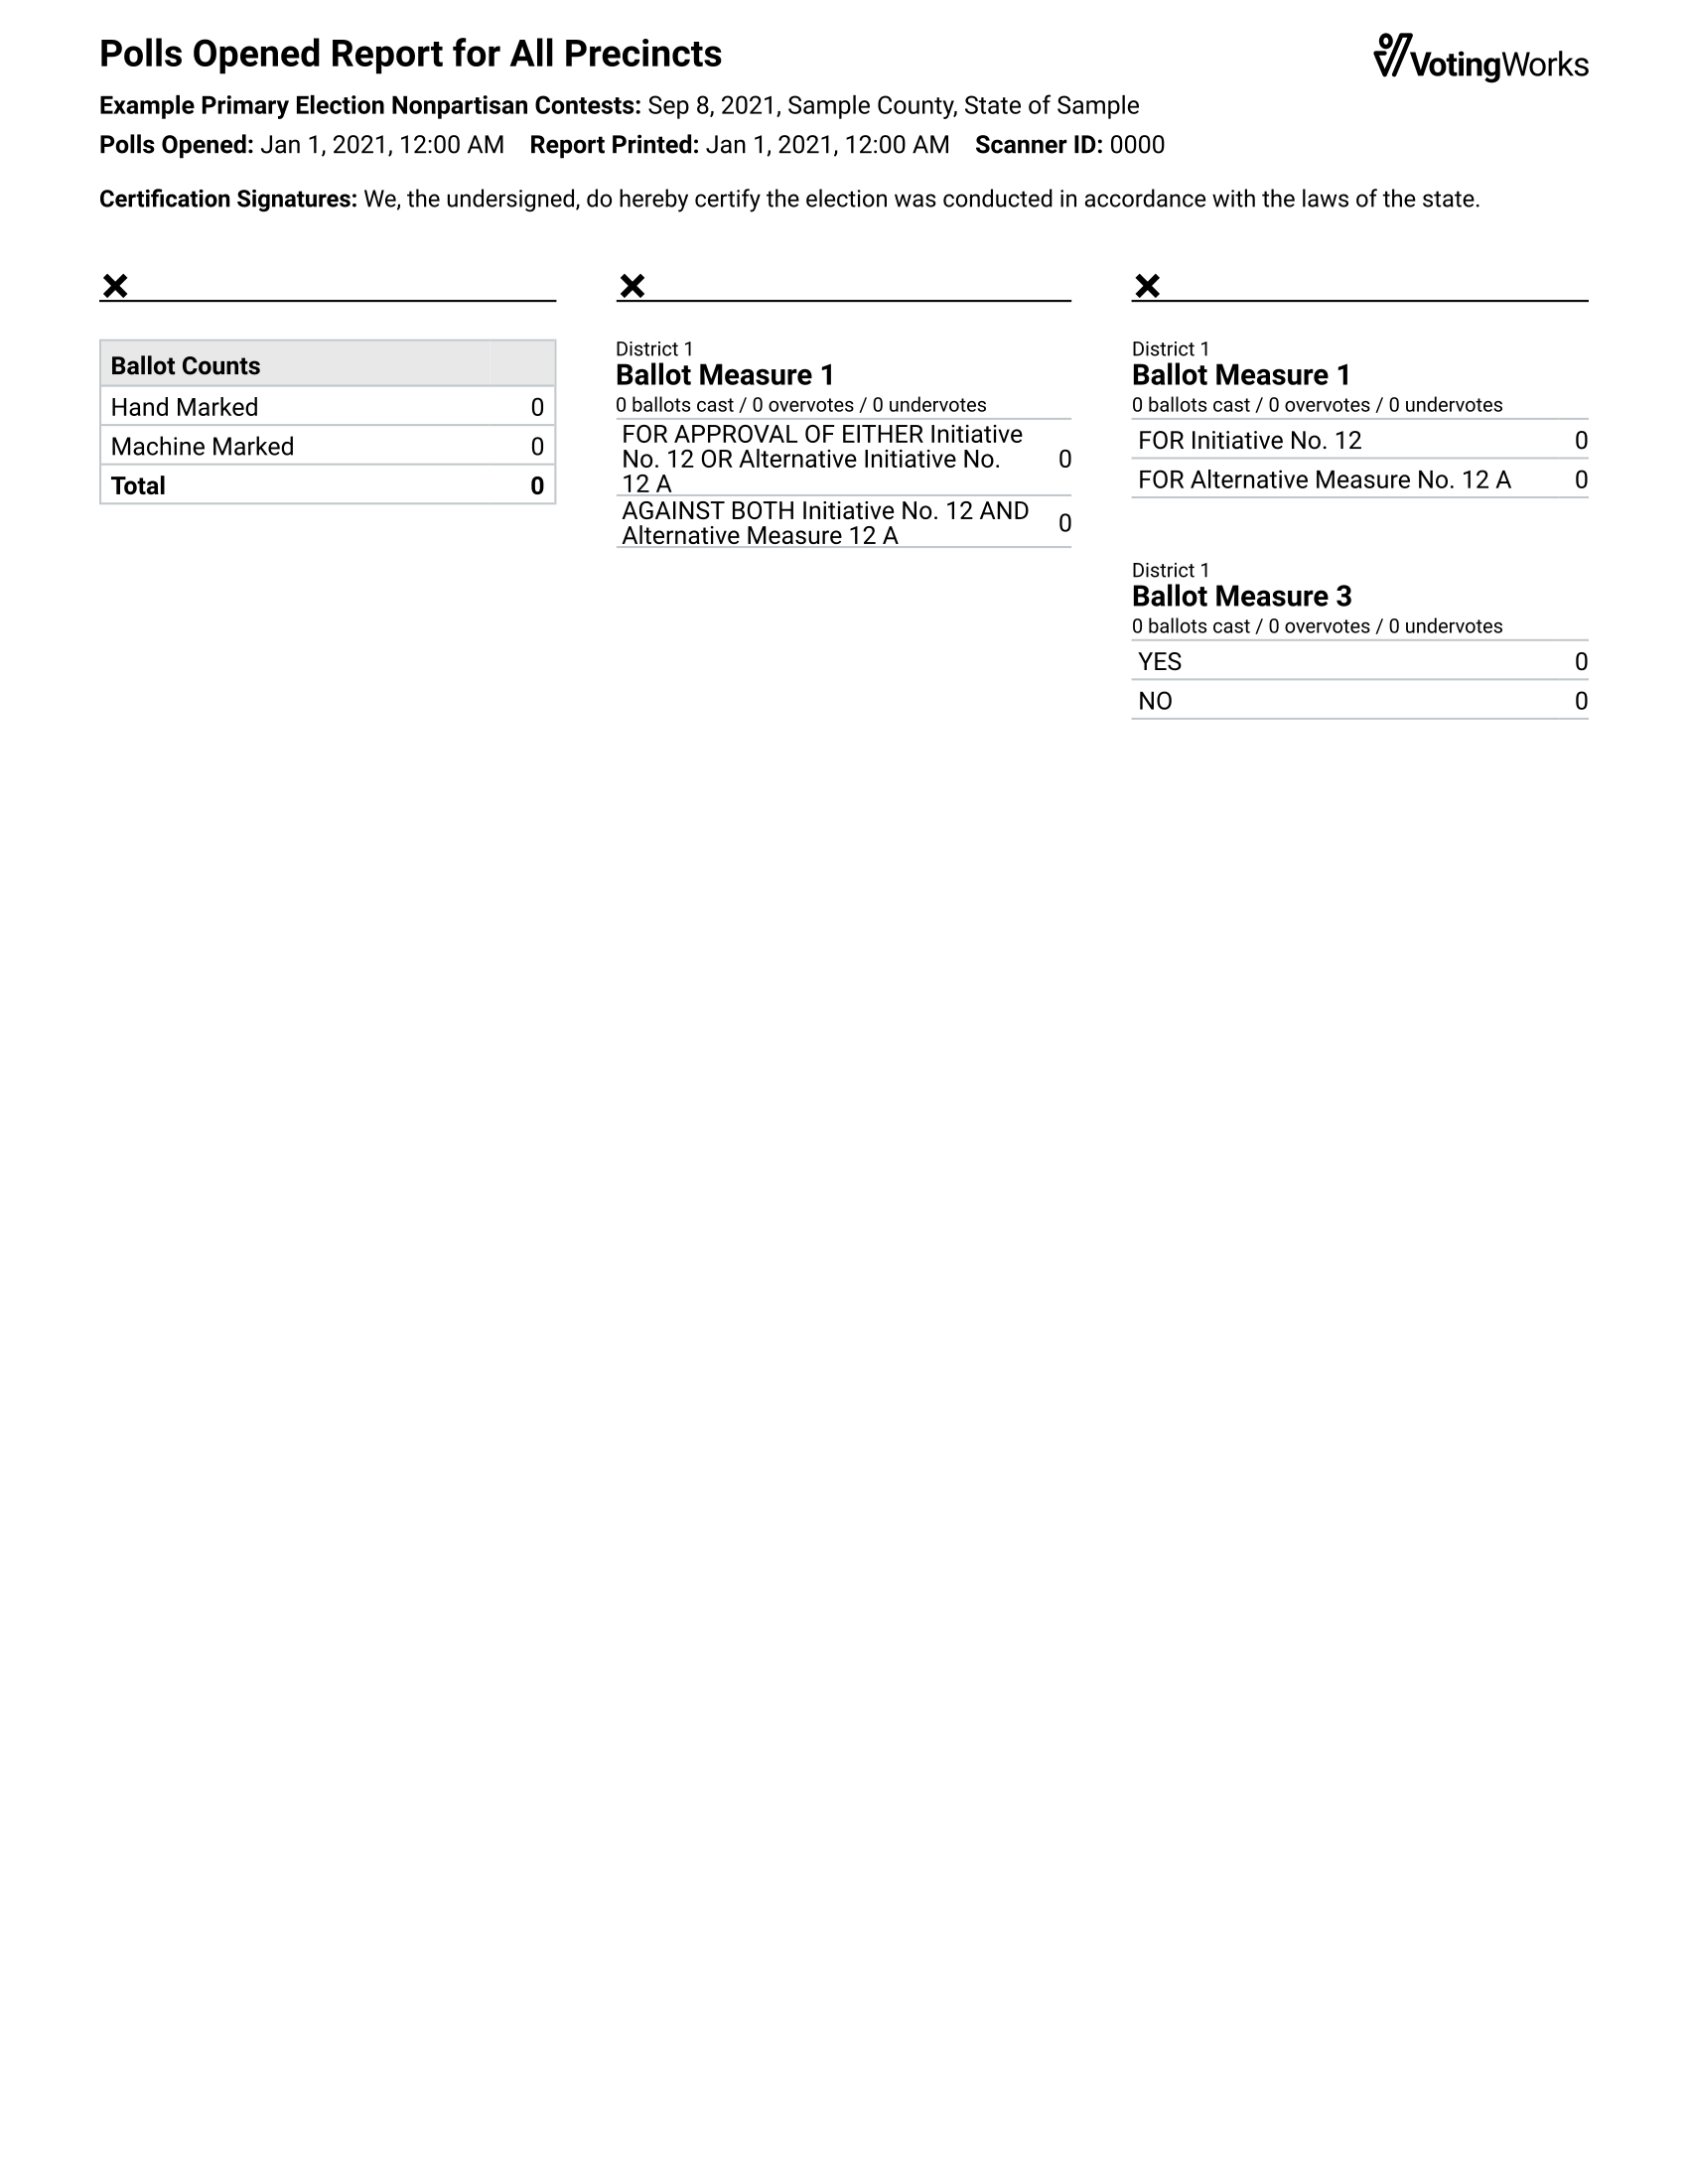 Polls Opened Report for All Precincts
VotingWorks
Example Primary Election Nonpartisan Contests: Sep 8, 2021, Sample County, State of Sample
Polls Opened: Jan 1, 2021, 12:00 AM Report Printed: Jan 1, 2021, 12:00 AM Scanner ID: 0000
Certification Signatures: We, the undersigned, do hereby certify the election was conducted in accordance with the laws of the state.
Ballot Counts
Hand Marked 0
Machine Marked 0
Total 0
District 1
Ballot Measure 1
0 ballots cast / 0 overvotes / 0 undervotes
FOR APPROVAL OF EITHER Initiative
No. 12 OR Alternative Initiative No. 0
12 A
AGAINST BOTH Initiative No. 12 AND 0
Alternative Measure 12 A
District 1
Ballot Measure 1
0 ballots cast / 0 overvotes / 0 undervotes
FOR Initiative No. 12 0
FOR Alternative Measure No. 12 A 0
District 1
Ballot Measure 3
0 ballots cast / 0 overvotes / 0 undervotes
YES 0
NO 0